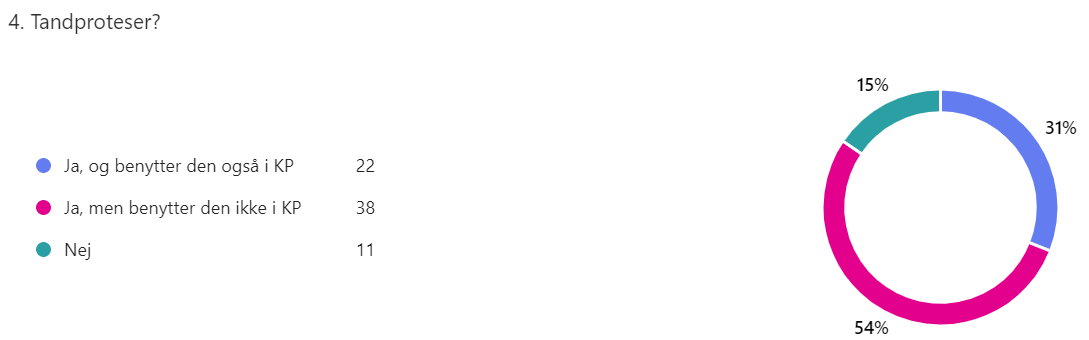 4. Tandproteser?
Ja, og benytter den også i KP 22
Ja, men benytter den ikke i KP 38
Nej 11
15%
31%
54%